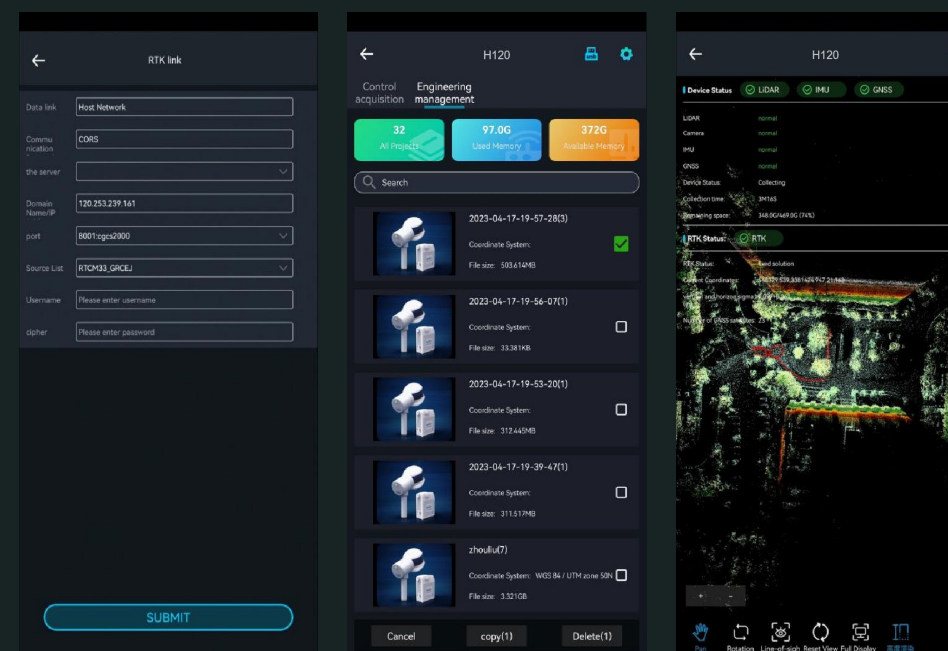 RTK link
Data link
Host Network
Commu
nication
CORS
the server
Domain
Name/IP
120.253.239.161
port
8001:cgcs2000
Source List
RTCM33_GRCEJ
Username
Please enter username
cipher
Please enter password
SUBMIT
H120
Control
acquisition
Engineering
management
32
All Projects
97.0G
Used Memory
372G
Available Memory
Search
2023-04-17-19-57-28(3)
Coordinate System:
File size: 503.614MB
2023-04-17-19-56-07(1)
Coordinate System:
File size: 33.381KB
2023-04-17-19-53-20(1)
Coordinate System:
File size: 312.445MB
2023-04-17-19-39-47(1)
Coordinate System:
File size: 311.517MB
zhouliu(7)
Coordinate System: WGS 84 / UTM zone 50N
File size: 3.321GB
Cancel
copy(1)
Delete(1)
H120
Device Status
LiDAR
IMU
GNSS
LiDAR
normal
Camera
normal
IMU
normal
GNSS
normal
Device Status:
Collecting
Collection time:
3M16S
Remaining space:
348.0G/469.0G (74%)
RTK Status:
RTK
RTK Status:
solution
Current Coordinates:
Number of GNSS satellites:
+
-
Pan
Rotation
Line-of-sigh
Reset View
Full Display
高度渲染